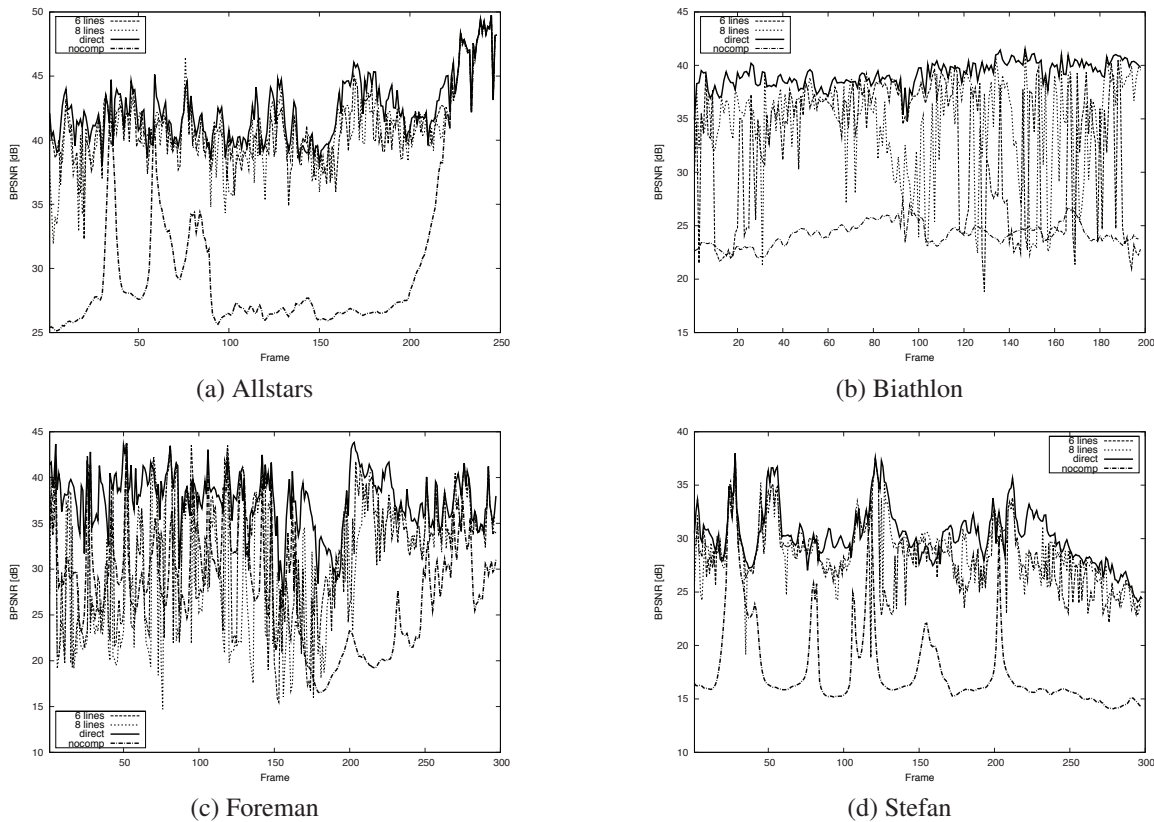 6 lines
8 lines
direct
nocomp
50
45
40
35
30
25
BPSNR [dB]
50 100 150 200 250
Frame
(a) Allstars
6 lines
8 lines
direct
nocomp
45
40
35
30
25
20
15
BPSNR [dB]
20 40 60 80 100 120 140 160 180 200
Frame
(b) Biathlon
45
40
35
30
25
20
15
10
BPSNR [dB]
6 lines
8 lines
direct
nocomp
50 100 150 200 250 300
Frame
(c) Foreman
6 lines
8 lines
direct
nocomp
40
35
30
25
20
15
10
BPSNR [dB]
50 100 150 200 250 300
Frame
(d) Stefan